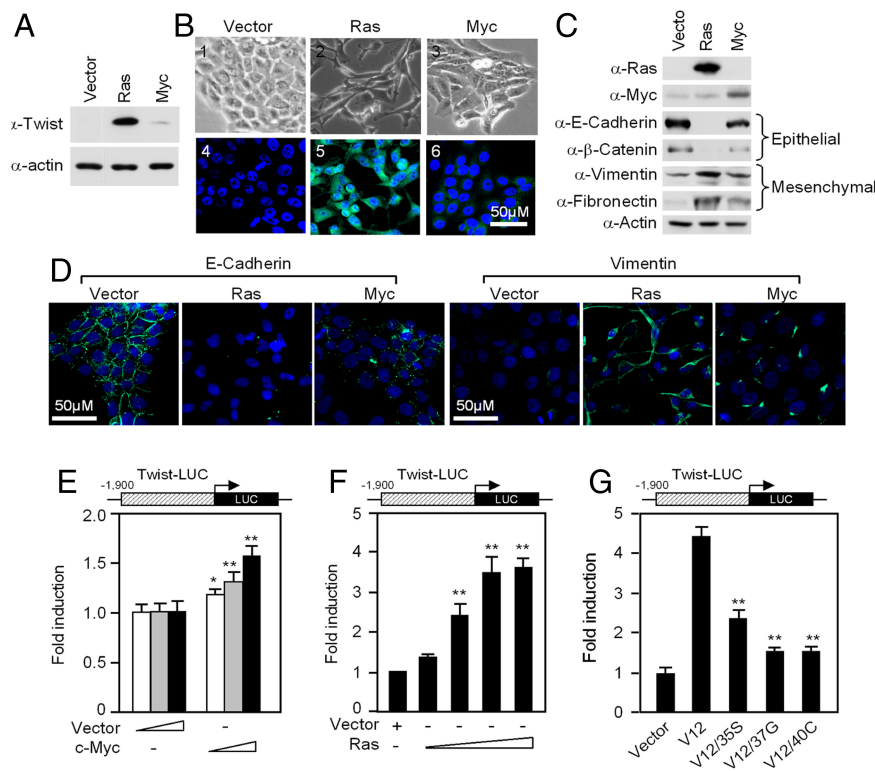 A
Vector
Ras
Myc
α-Twist
α-actin
B
Vector Ras Myc
1 2 3
4 5 6
50μM
C
Vecto
Ras
Myc
α-Ras
α-Myc
α-E-Cadherin
α-β-Catenin
Epithelial
α-Vimentin
α-Fibronectin
Mesenchymal
α-Actin
D
E-Cadherin Vimentin
Vector Ras Myc Vector Ras Myc
50μM 50μM
E
Twist-LUC
-1,900
LUC
Fold induction
2.0
1.5
1.0
0.5
0.0
* ** **
Vector -
c-Myc -
F
Twist-LUC
-1,900
LUC
Fold induction
5
4
3
2
1
0
** ** **
Vector + - - - -
Ras -
G
Twist-LUC
-1,900
LUC
Fold induction
5
4
3
2
1
0
** ** **
Vector
V12
V12/35S
V12/37G
V12/40C